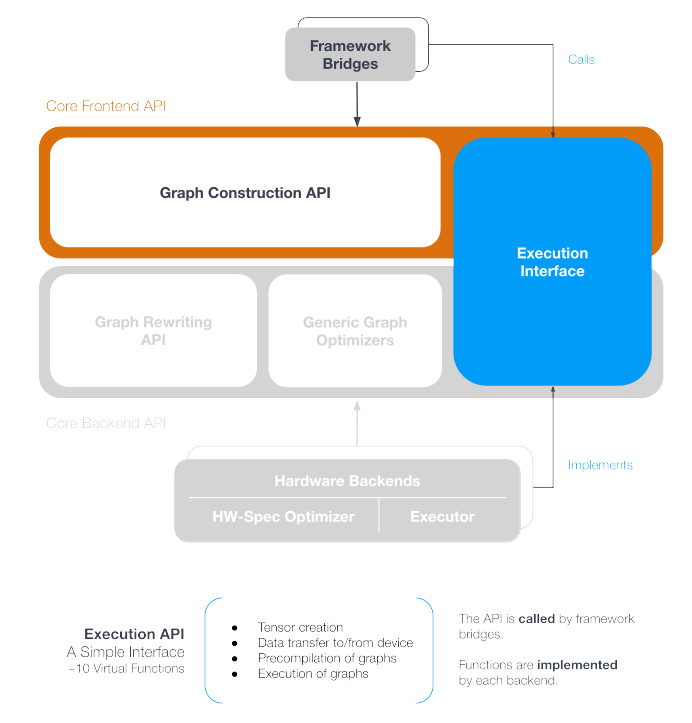 Framework
Bridges
Calls
Core Frontend API
Graph Construction API
Execution
Interface
Graph Rewriting
API
Generic Graph
Optimizers
Core Backend API
Implements
Hardware Backends
HW-Spec Optimizer
Executor
Execution API
A Simple Interface
~10 Virtual Functions
● Tensor creation
● Data transfer to/from device
● Precompilation of graphs
● Execution of graphs
The API is called by framework
bridges.
Functions are implemented
by each backend.